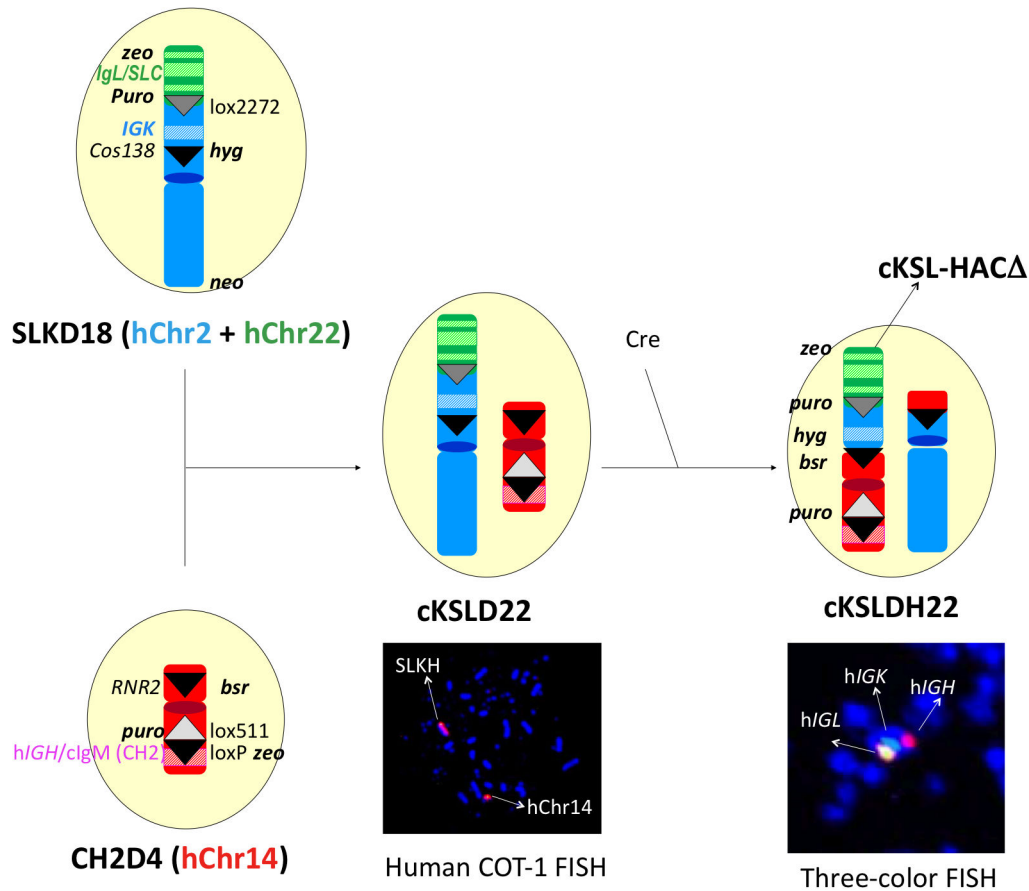 zeo
IgL/SLC
Puro
lox2272
IGK
Cos138
hyg
neo
SLKD18 (hChr2 + hChr22)
cKSL-HACΔ
Cre
zeo
puro
hyg
bsr
puro
cKSLD22
cKSLDH22
RNR2
bsr
puro
lox511
hIGH/cIgM (CH2)
loxP zeo
CH2D4 (hChr14)
SLKH
hChr14
Human COT-1 FISH
hIGK
hIGH
hIGL
Three-color FISH